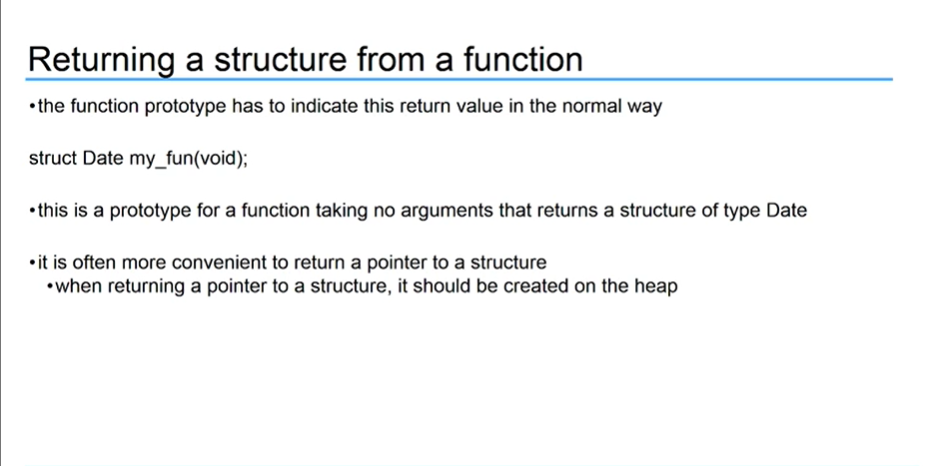 Returning a structure from a function
•the function prototype has to indicate this return value in the normal way
struct Date my_fun(void);
•this is a prototype for a function taking no arguments that returns a structure of type Date
•it is often more convenient to return a pointer to a structure
•when returning a pointer to a structure, it should be created on the heap